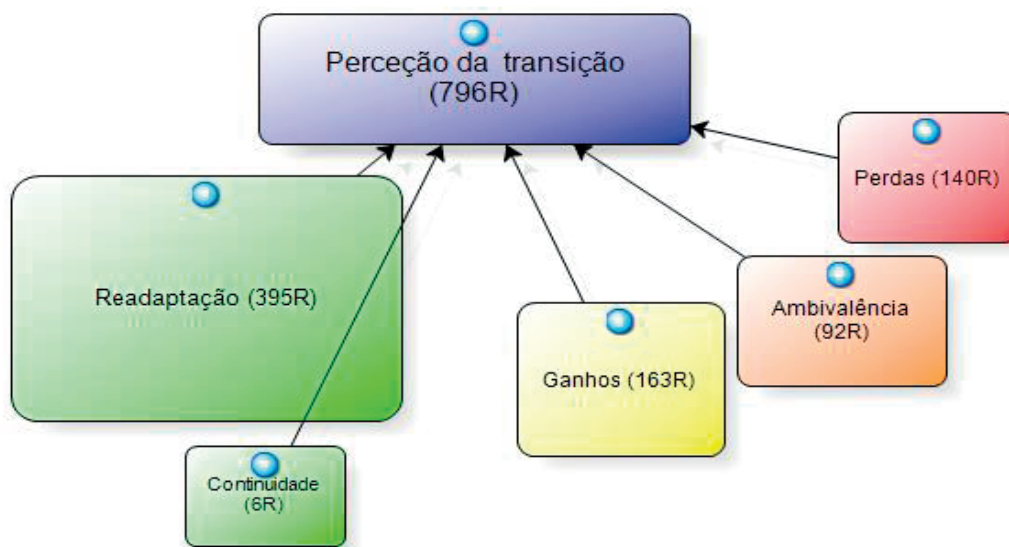 Perceção da transição
(796R)
Perdas (140R)
Readaptação (395R)
Ambivalência
(92R)
Ganhos (163R)
Continuidade
(6R)